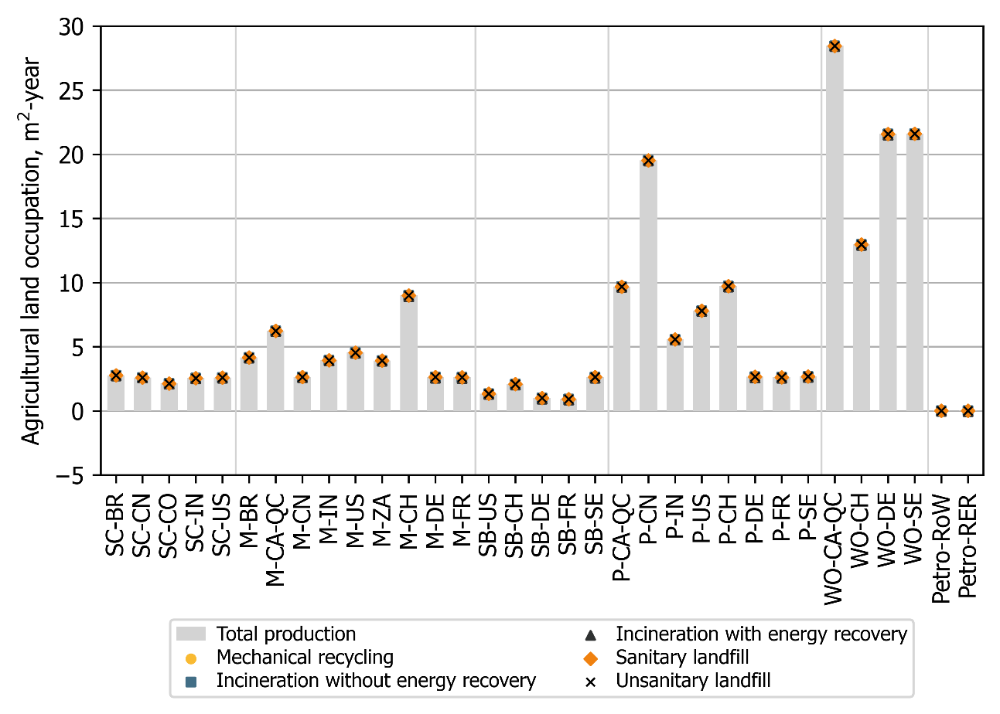 30
25
20
15
10
5
0
−5
Agricultural land occupation, m²-year
SC-BR
SC-CN
SC-CO
SC-IN
SC-US
M-BR
M-CA-QC
M-CN
M-IN
M-US
M-ZA
M-CH
M-DE
M-FR
SB-US
SB-CH
SB-DE
SB-FR
SB-SE
P-CA-QC
P-CN
P-IN
P-US
P-CH
P-DE
P-FR
P-SE
WO-CA-QC
WO-CH
WO-DE
WO-SE
Petro-RoW
Petro-RER
Total production
Mechanical recycling
Incineration without energy recovery
Incineration with energy recovery
Sanitary landfill
Unsanitary landfill